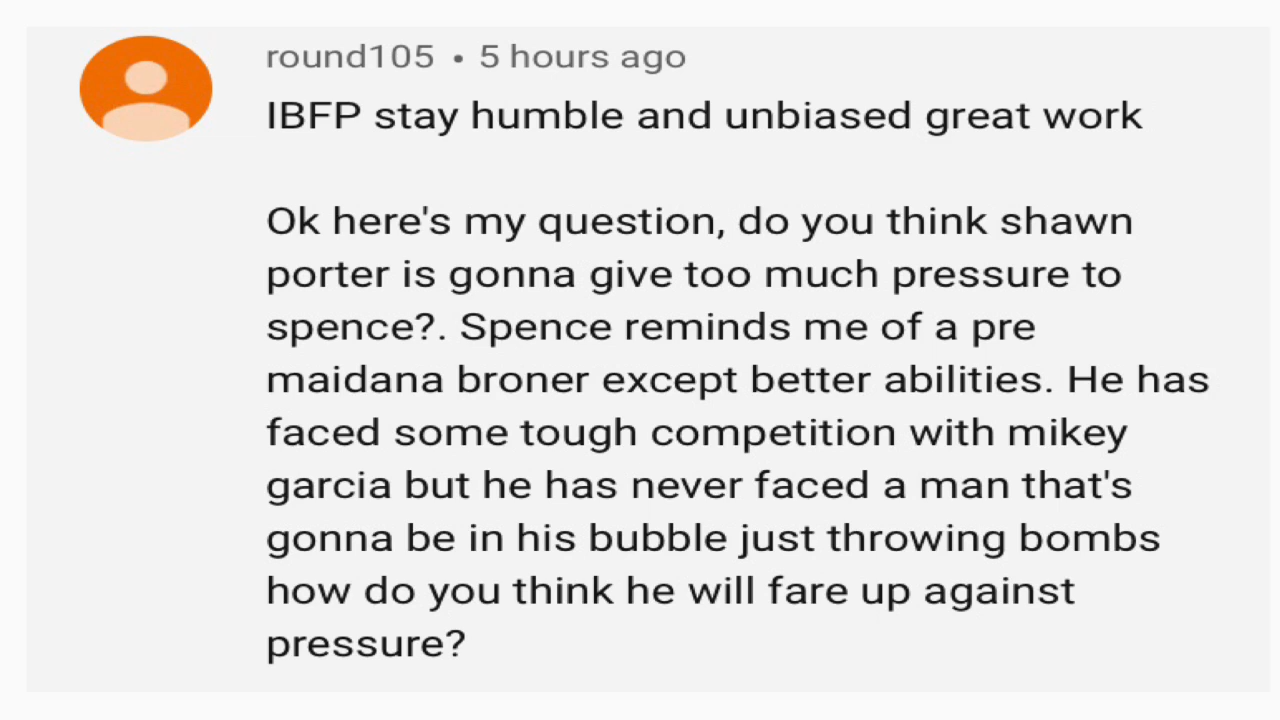 round105 • 5 hours ago
IBFP stay humble and unbiased great work
Ok here's my question, do you think shawn
porter is gonna give too much pressure to
spence?. Spence reminds me of a pre
maidana broner except better abilities. He has
faced some tough competition with mikey
garcia but he has never faced a man that's
gonna be in his bubble just throwing bombs
how do you think he will fare up against
pressure?